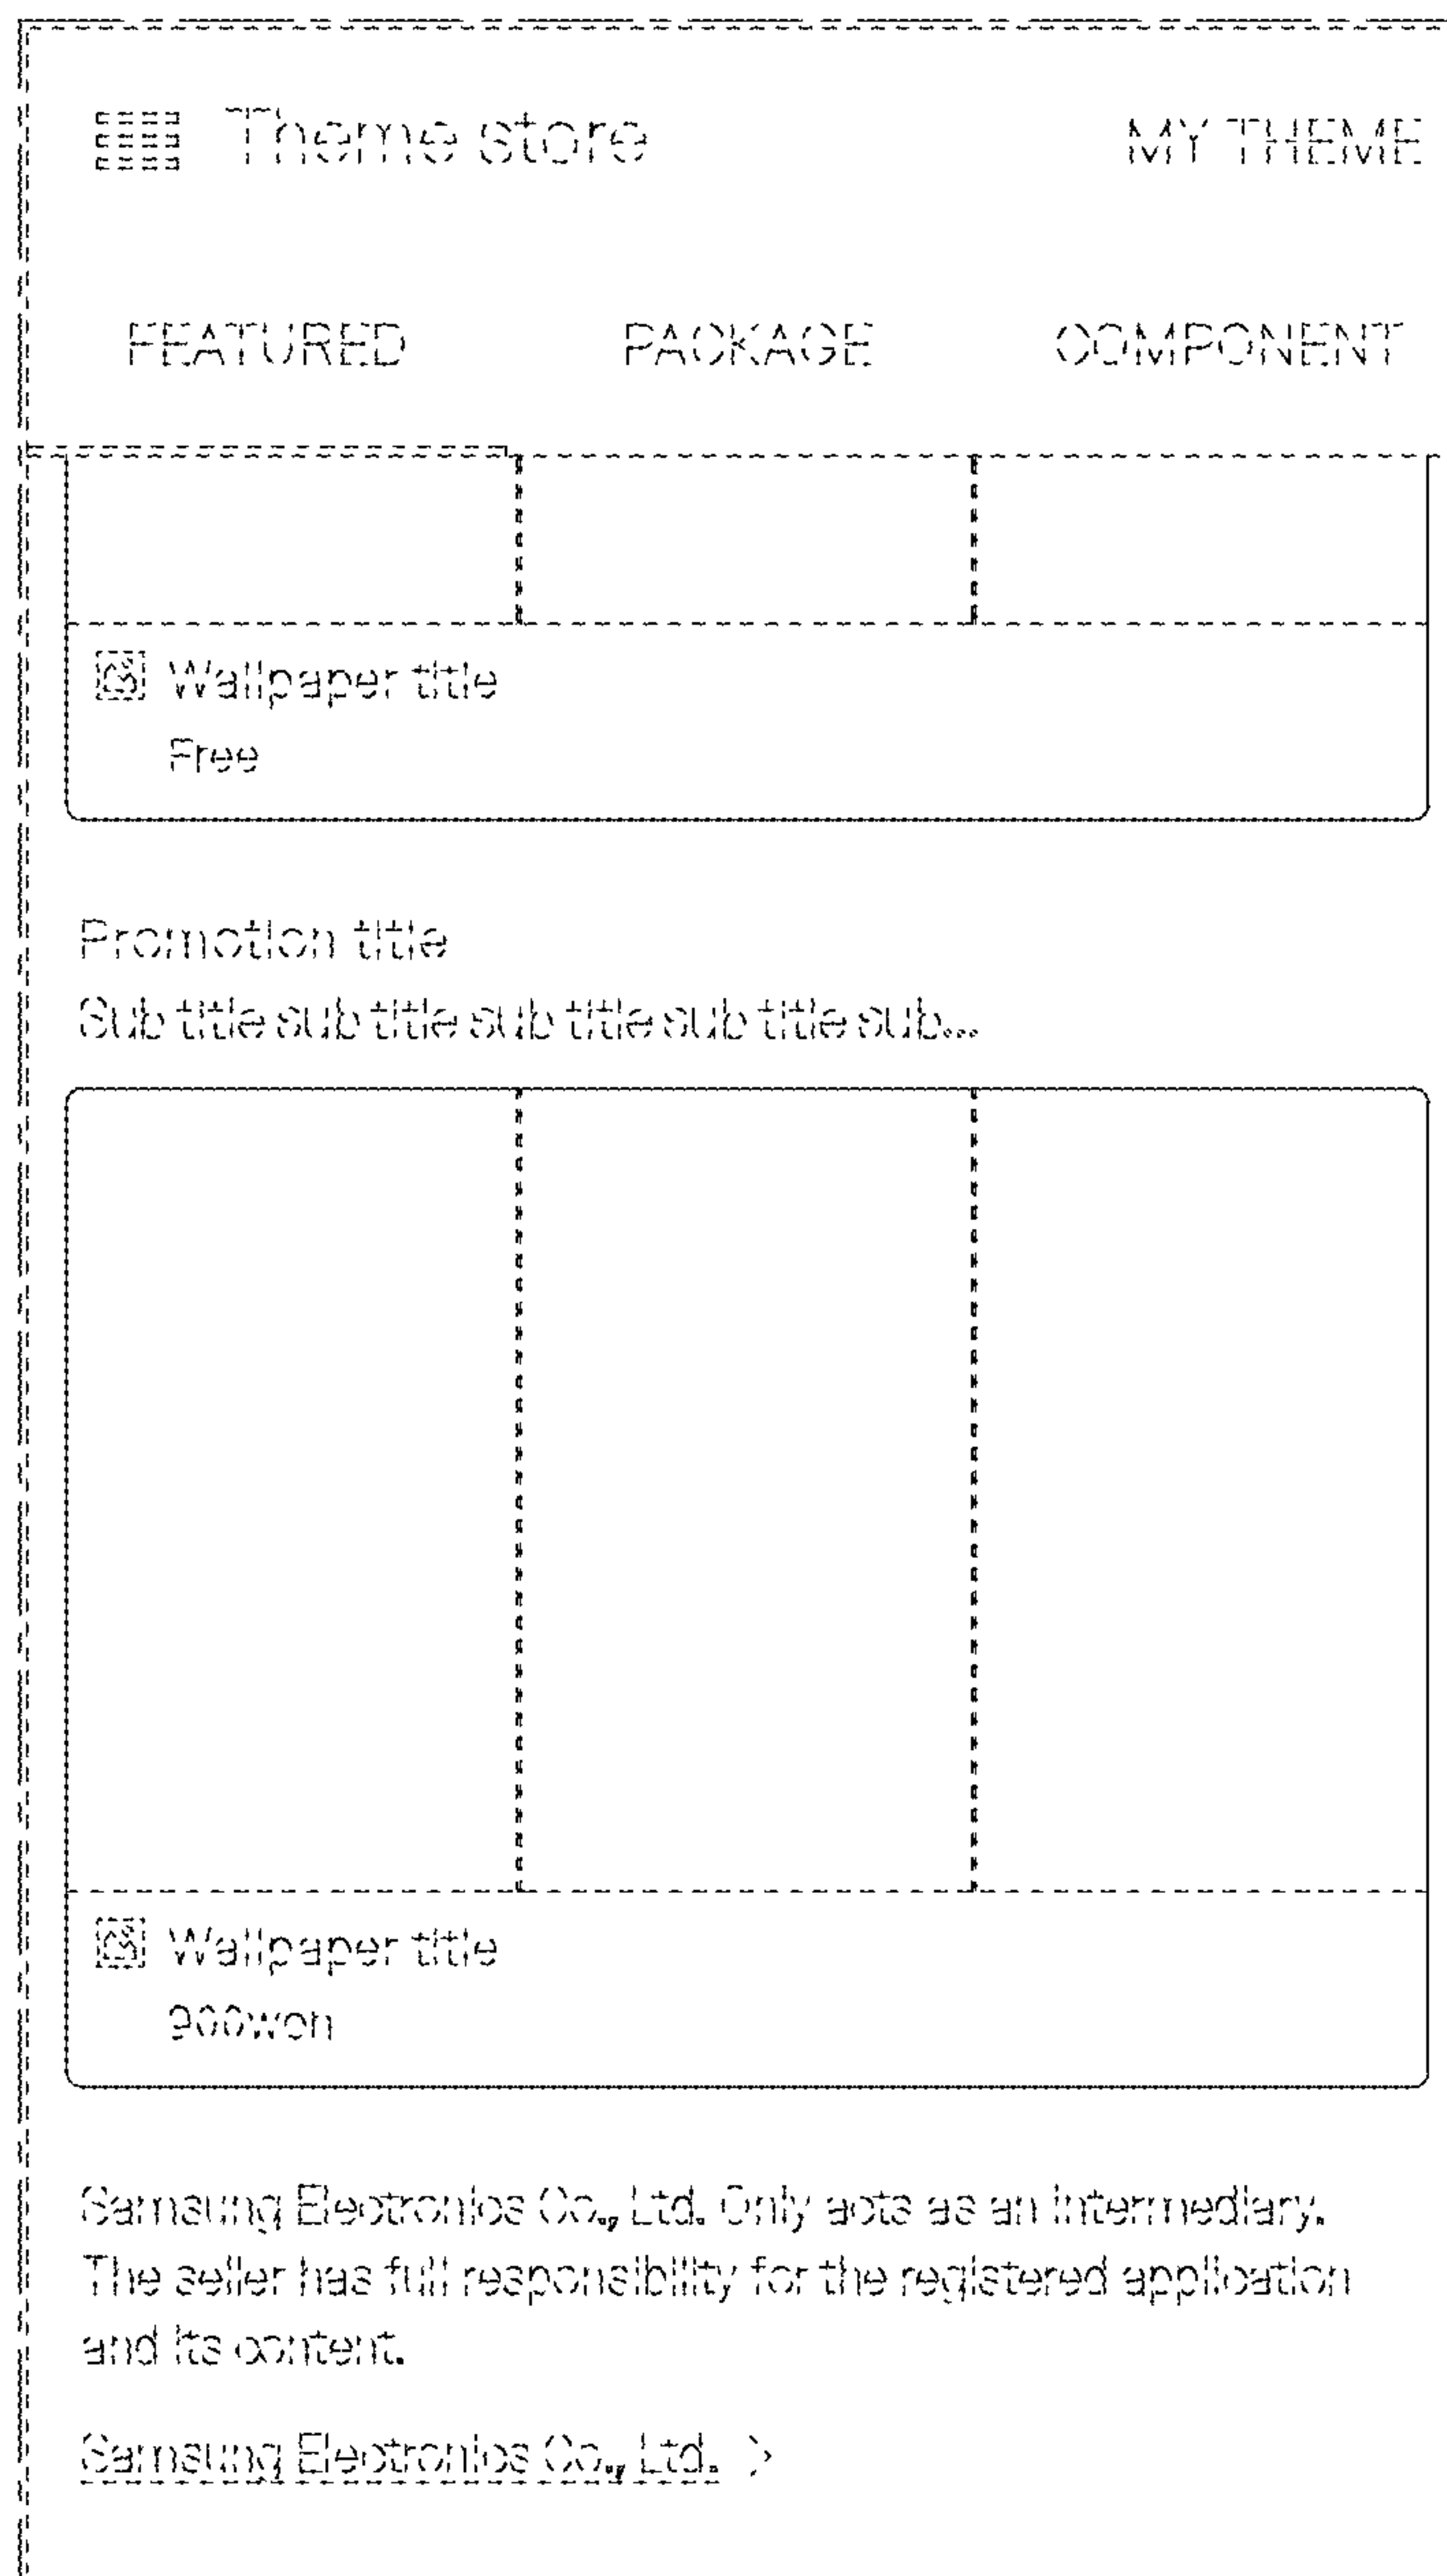 Theme store
MY THEME
FEATURED PACKAGE COMPONENT
Wallpaper title
Free
Promotion title
Sub title sub title sub title sub title sub...
Wallpaper title
900won
Samsung Electronics Co., Ltd. Only acts as an intermediary.
The seller has full responsibility for the registered application
and its content.
Samsung Electronics Co., Ltd. >